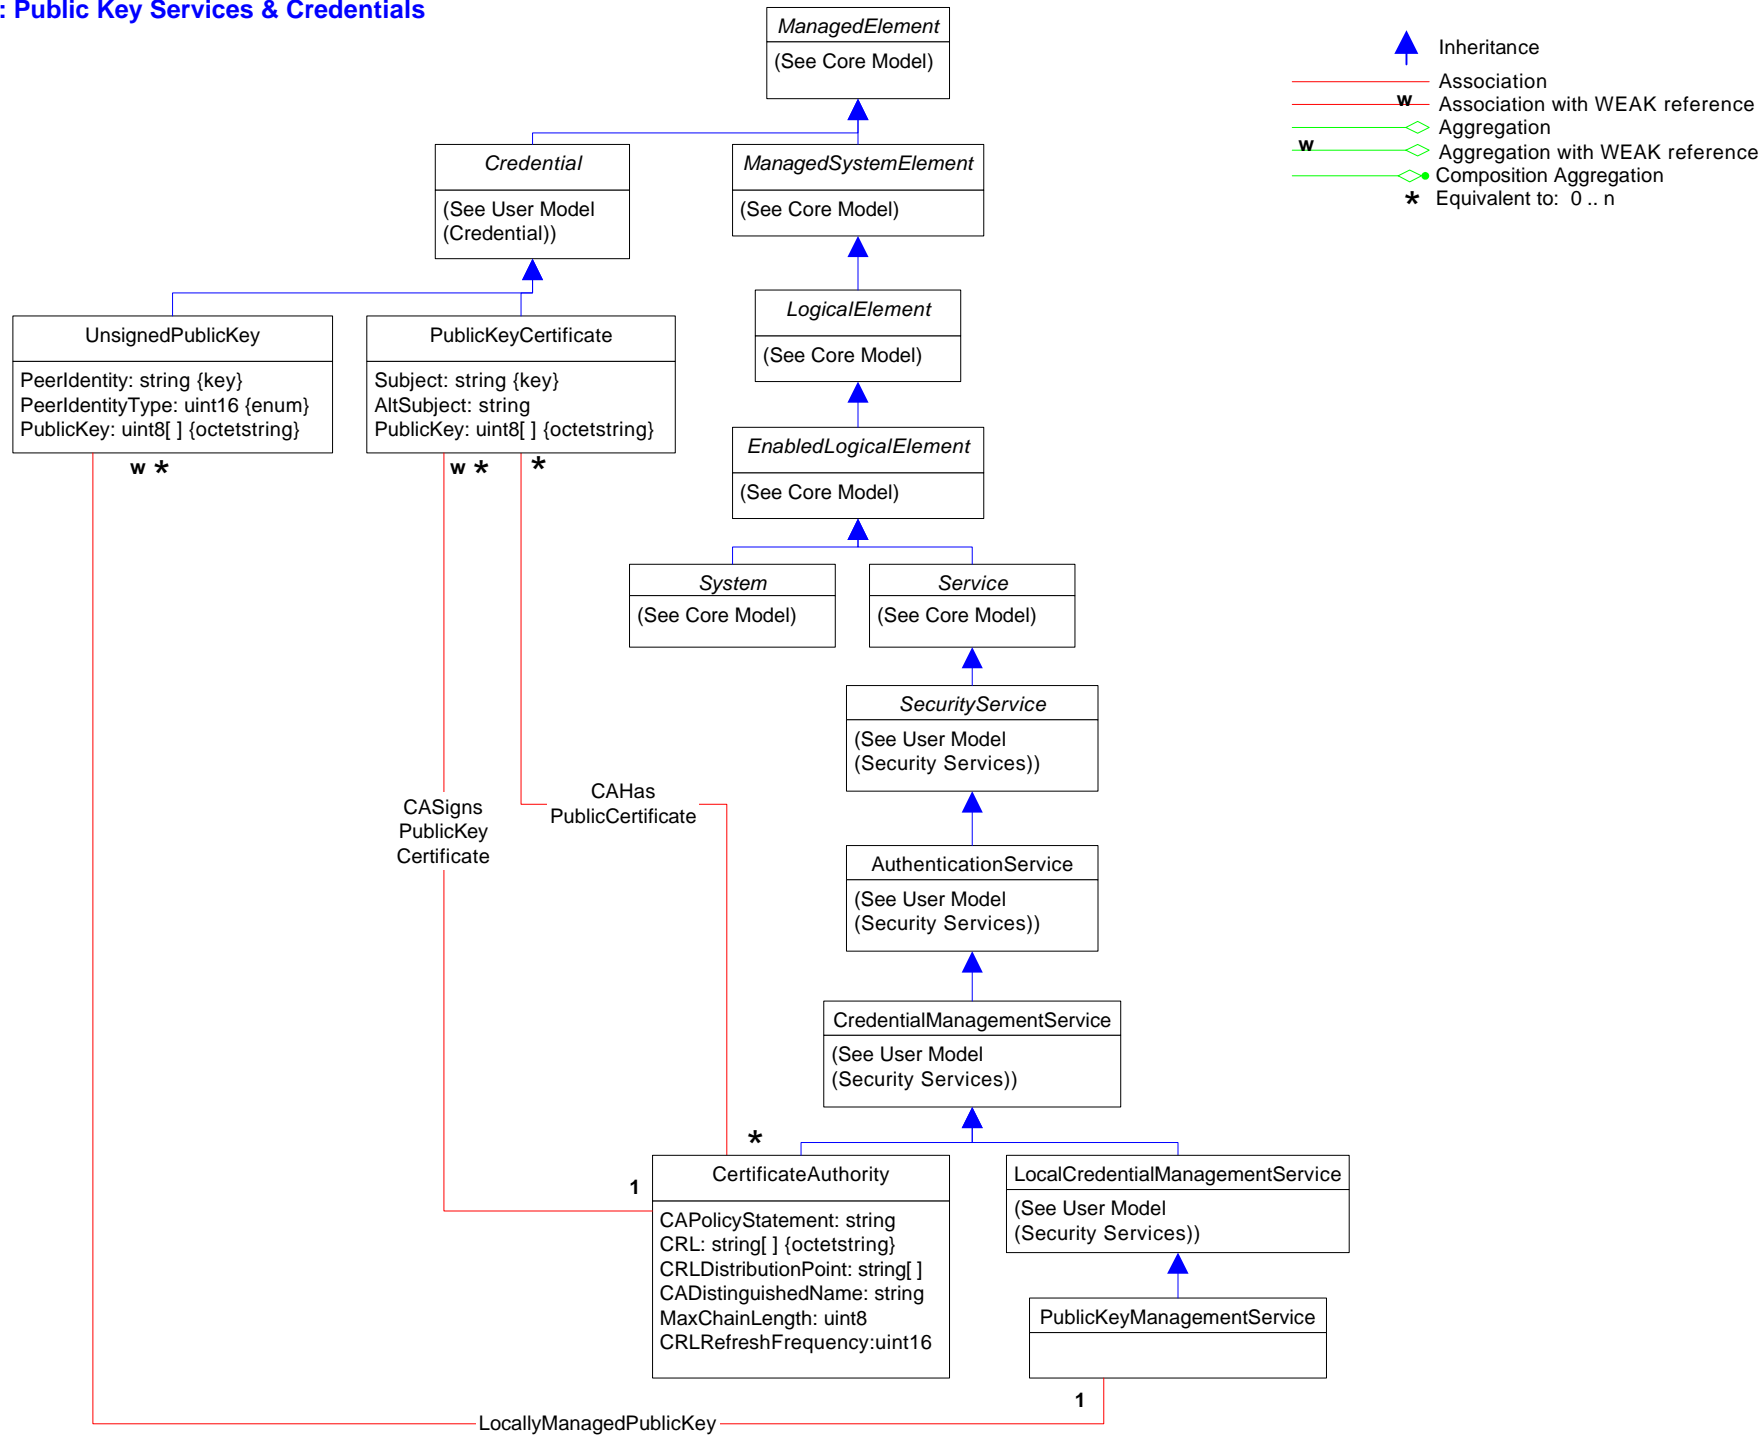 : Public Key Services & Credentials
ManagedElement
(See Core Model)
Inheritance
Association
w
Association with WEAK reference
Aggregation
w
Aggregation with WEAK reference
Composition Aggregation
* Equivalent to: 0 .. n
Credential
(See User Model
(Credential))
ManagedSystemElement
(See Core Model)
LogicalElement
(See Core Model)
UnsignedPublicKey
PeerIdentity: string {key}
PeerIdentityType: uint16 {enum}
PublicKey: uint8[ ] {octetstring}
w *
PublicKeyCertificate
Subject: string {key}
AltSubject: string
PublicKey: uint8[ ] {octetstring}
w *
*
EnabledLogicalElement
(See Core Model)
System
(See Core Model)
Service
(See Core Model)
SecurityService
(See User Model
(Security Services))
CASigns
PublicKey
Certificate
CAHas
PublicCertificate
AuthenticationService
(See User Model
(Security Services))
CredentialManagementService
(See User Model
(Security Services))
*
1
CertificateAuthority
CAPolicyStatement: string
CRL: string[ ] {octetstring}
CRLDistributionPoint: string[ ]
CADistinguishedName: string
MaxChainLength: uint8
CRLRefreshFrequency:uint16
LocalCredentialManagementService
(See User Model
(Security Services))
PublicKeyManagementService
1
LocallyManagedPublicKey